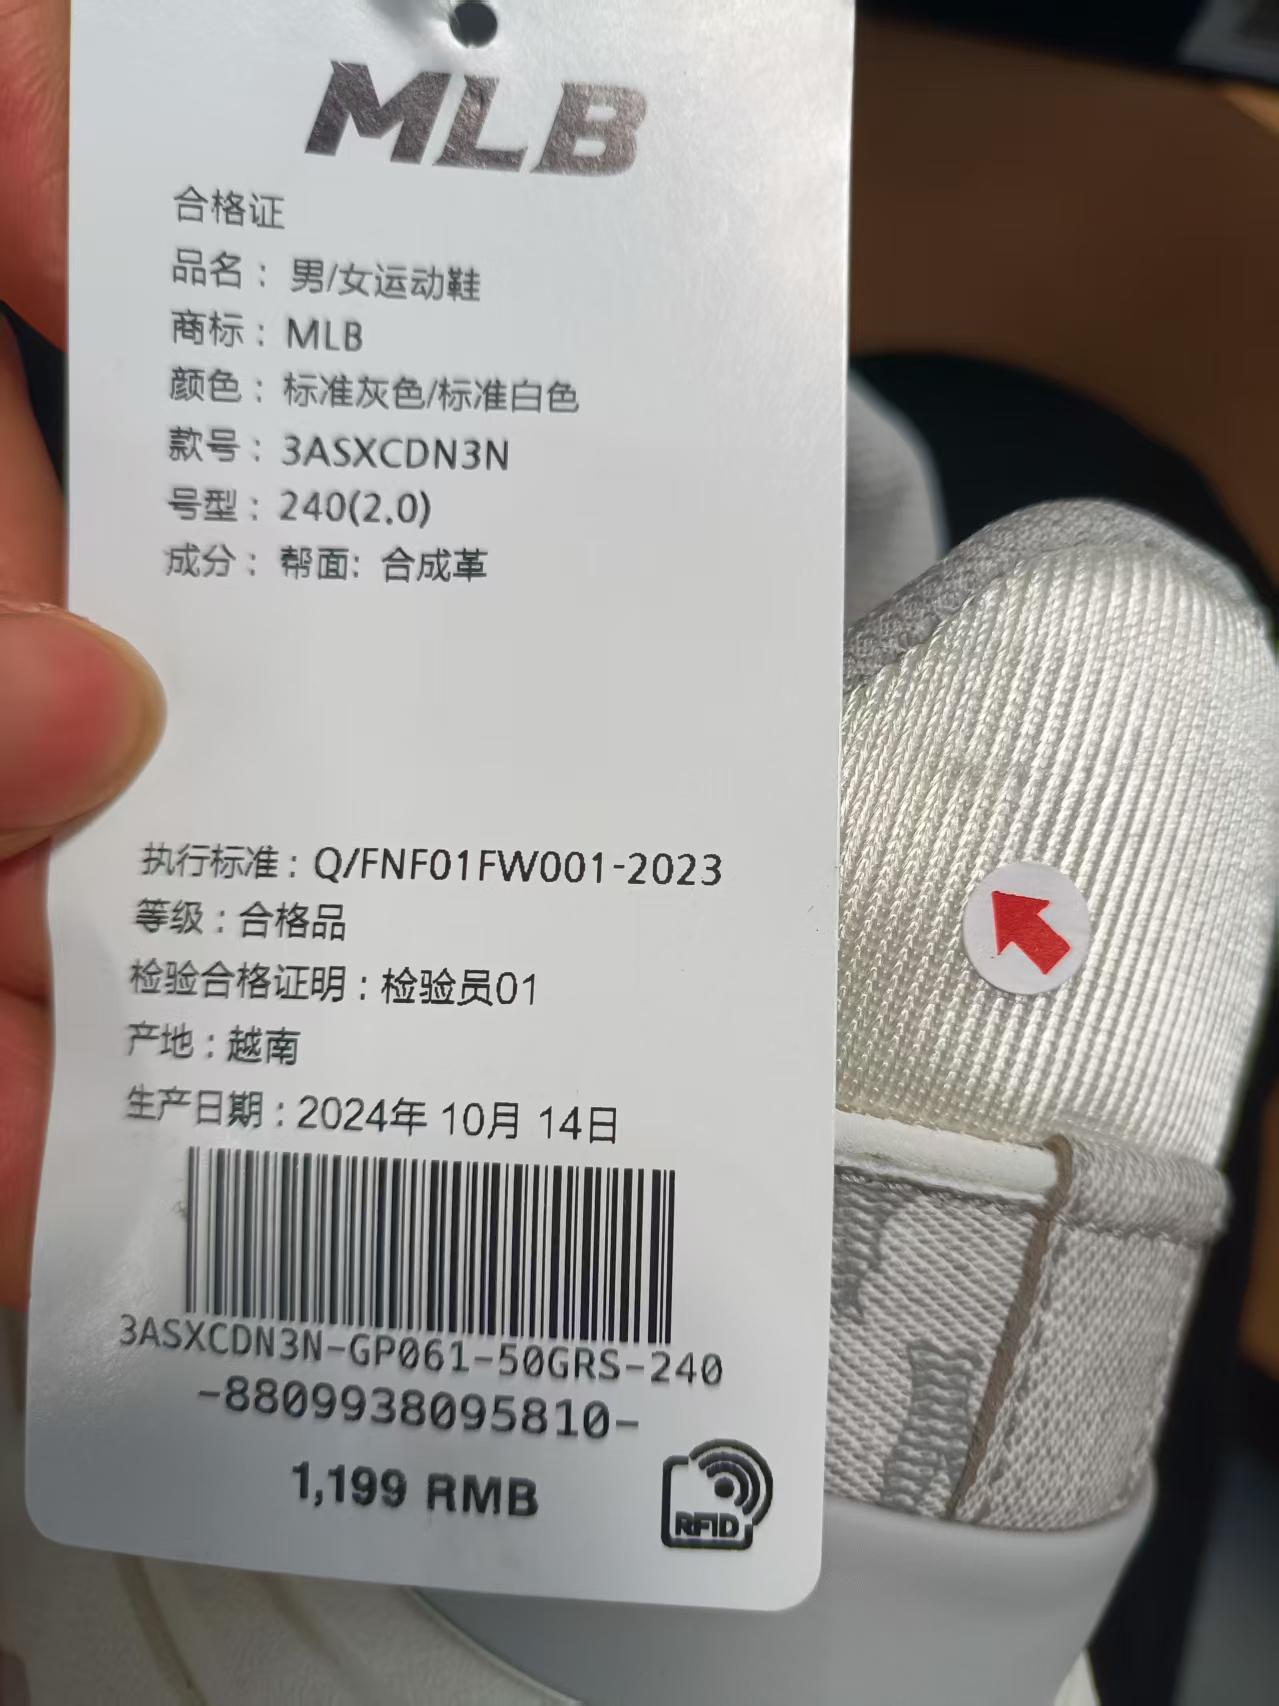 MLB
合格证
品名：男/女运动鞋
商标：MLB
颜色：标准灰色/标准白色
款号：3ASXCDN3N
号型：240(2.0)
成分：帮面: 合成革
执行标准：Q/FNF01FW001-2023
等级：合格品
检验合格证明：检验员01
产地：越南
生产日期：2024年 10月 14日
3ASXCDN3N-GP061-50GRS-240
-8809938095810-
1,199 RMB
RFID